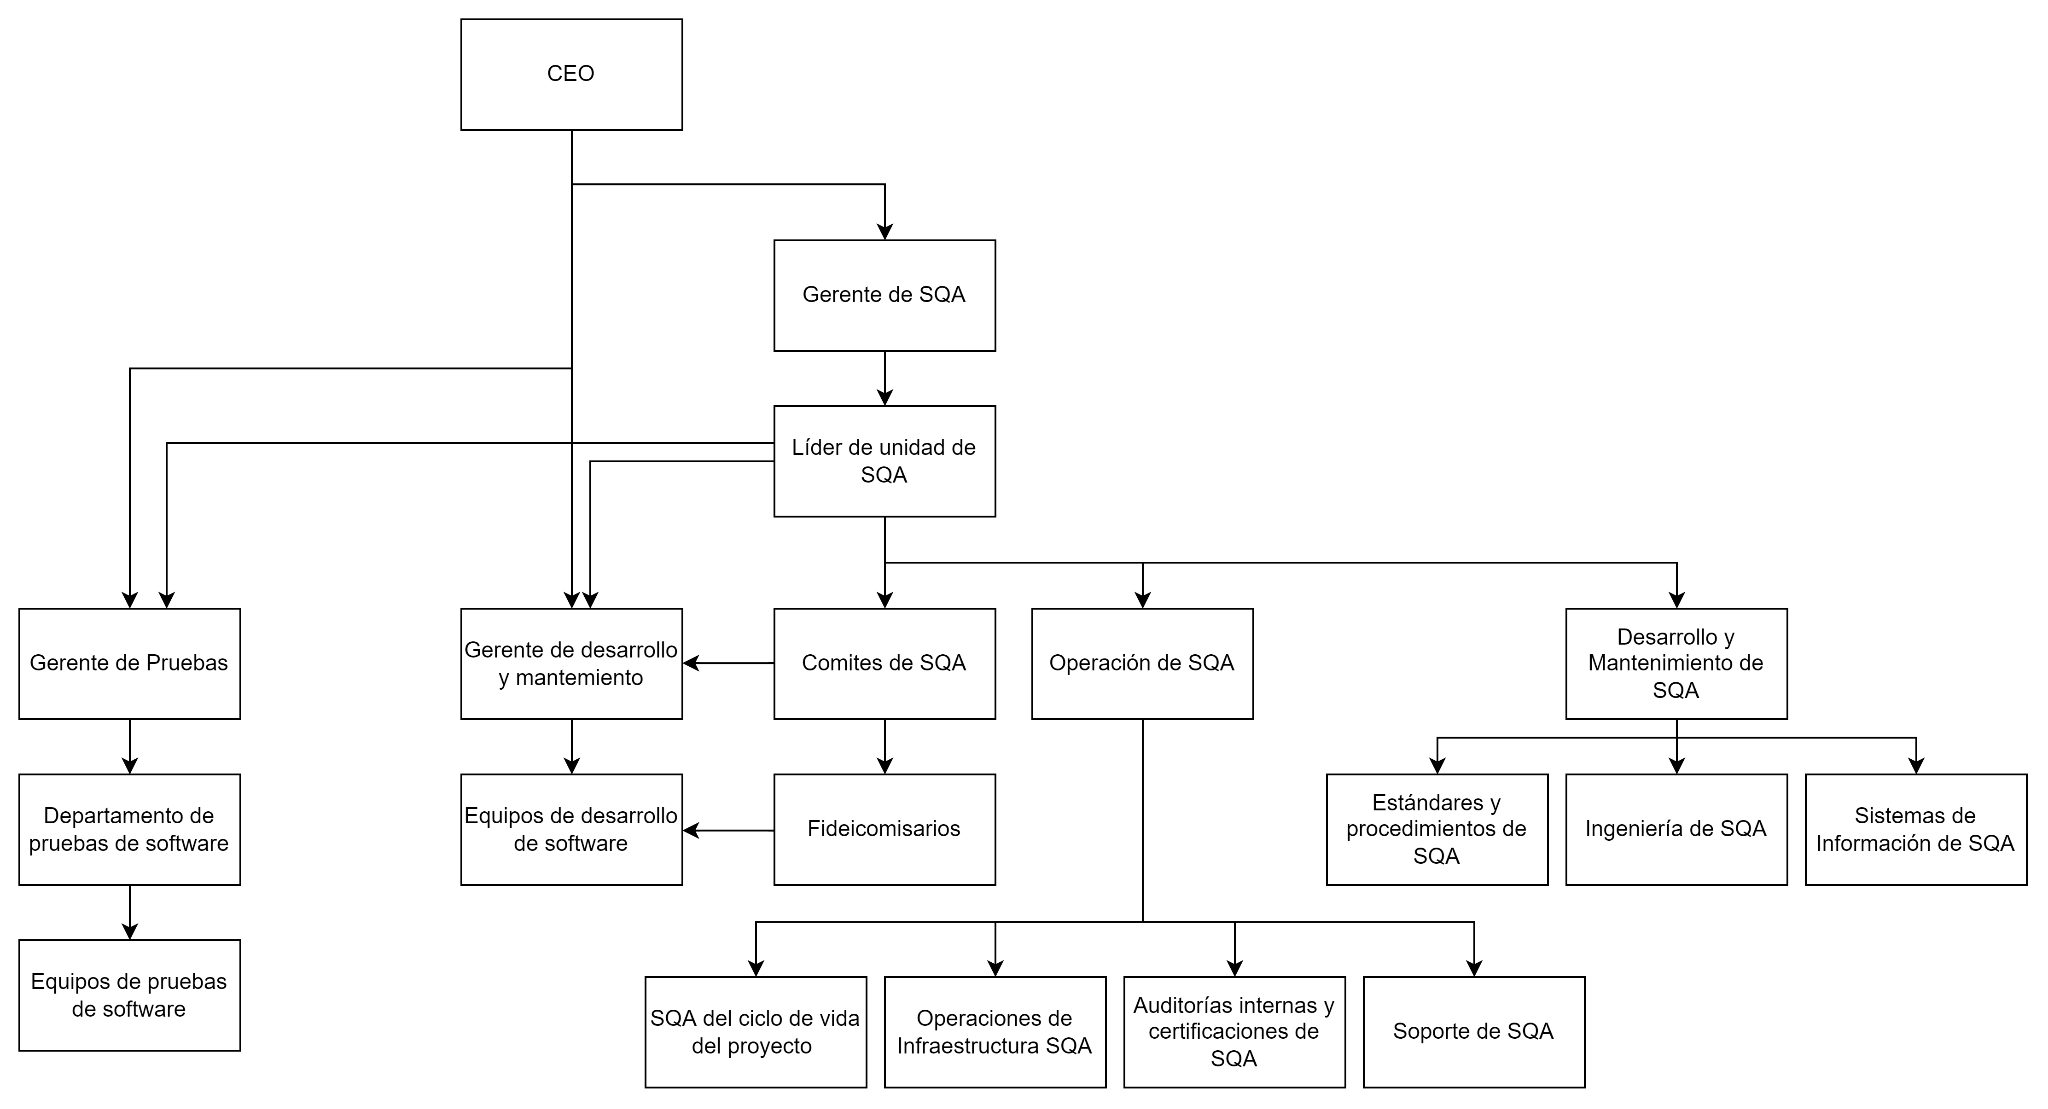 CEO
Gerente de SQA
Líder de unidad de
SQA
Gerente de Pruebas
Gerente de desarrollo
y mantemiento
Comites de SQA
Operación de SQA
Desarrollo y
Mantenimiento de
SQA
Departamento de
pruebas de software
Equipos de desarrollo
de software
Fideicomisarios
Estándares y
procedimientos de
SQA
Ingeniería de SQA
Sistemas de
Información de SQA
Equipos de pruebas
de software
SQA del ciclo de vida
del proyecto
Operaciones de
Infraestructura SQA
Auditorías internas y
certificaciones de
SQA
Soporte de SQA